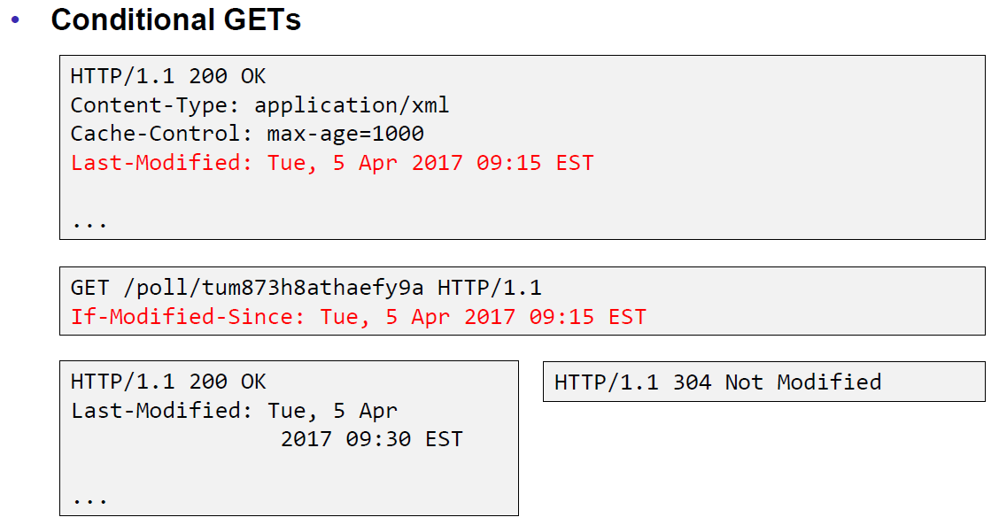 • Conditional GETs
HTTP/1.1 200 OK
Content-Type: application/xml
Cache-Control: max-age=1000
Last-Modified: Tue, 5 Apr 2017 09:15 EST
...
GET /poll/tum873h8athaefy9a HTTP/1.1
If-Modified-Since: Tue, 5 Apr 2017 09:15 EST
HTTP/1.1 200 OK
Last-Modified: Tue, 5 Apr
2017 09:30 EST
...
HTTP/1.1 304 Not Modified